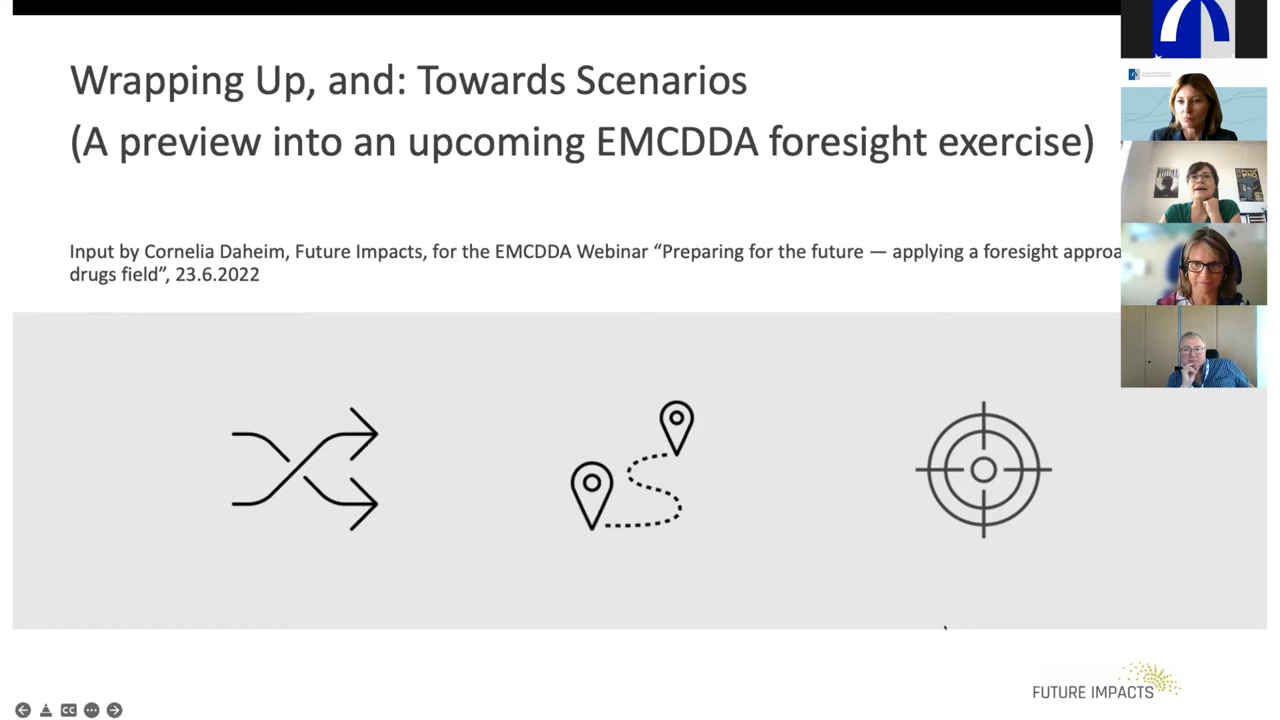 Wrapping Up, and: Towards Scenarios
(A preview into an upcoming EMCDDA foresight exercise)
Input by Cornelia Daheim, Future Impacts, for the EMCDDA Webinar “Preparing for the future — applying a foresight approa
drugs field”, 23.6.2022
FUTURE IMPACTS
CC